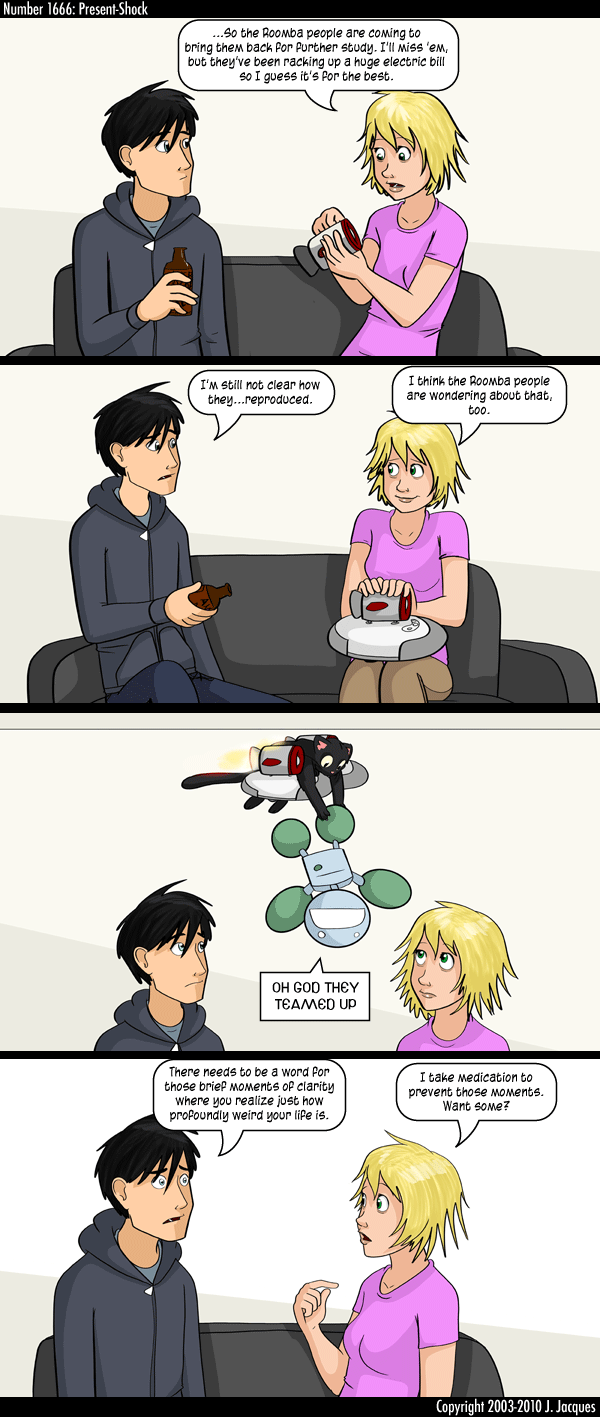 Number 1666: Present-Shock
...So the Roomba people are coming to
bring them back for further study. I'll miss 'em,
but they've been racking up a huge electric bill
so I guess it's for the best.
I'm still not clear how
they...reproduced.
I think the Roomba people
are wondering about that,
too.
OH GOD THEY
TEAMED UP
There needs to be a word for
those brief moments of clarity
where you realize just how
profoundly weird your life is.
I take medication to
prevent those moments.
Want some?
Copyright 2003-2010 J. Jacques